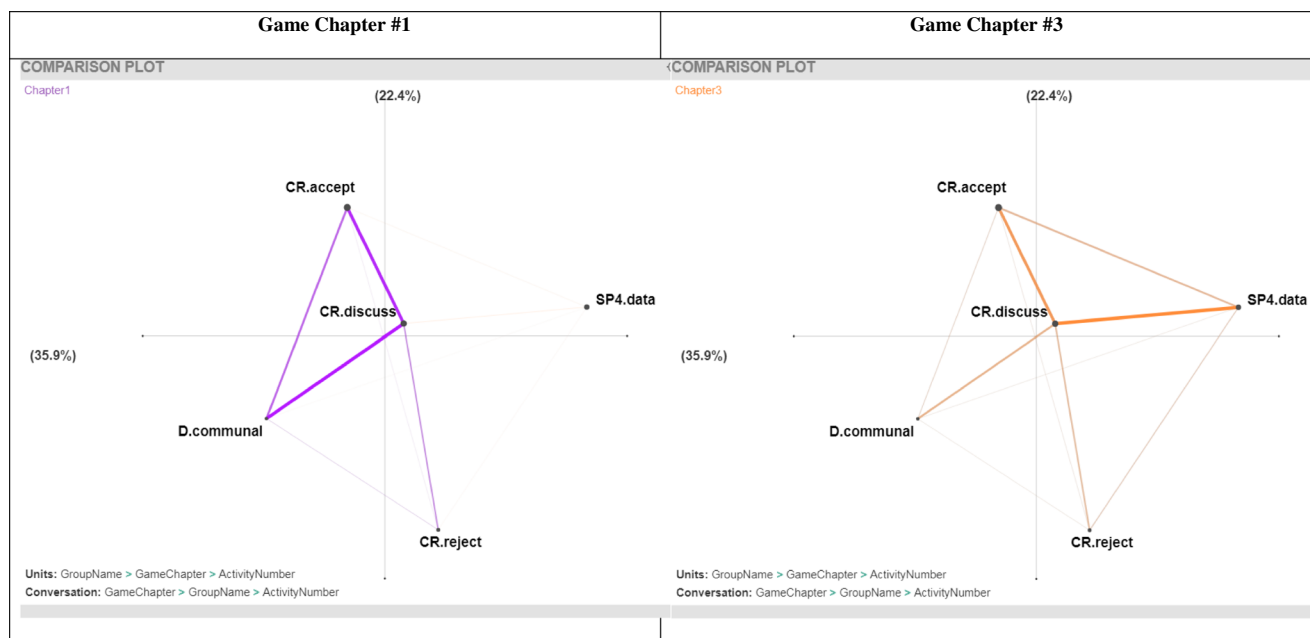 Game Chapter #1
Game Chapter #3
COMPARISON PLOT
Chapter1
(22.4%)
CR.accept
SP4.data
CR.discuss
(35.9%)
D.communal
CR.reject
Units: GroupName > GameChapter > ActivityNumber
Conversation: GameChapter > GroupName > ActivityNumber
COMPARISON PLOT
Chapter3
(22.4%)
CR.accept
SP4.data
CR.discuss
(35.9%)
D.communal
CR.reject
Units: GroupName > GameChapter > ActivityNumber
Conversation: GameChapter > GroupName > ActivityNumber